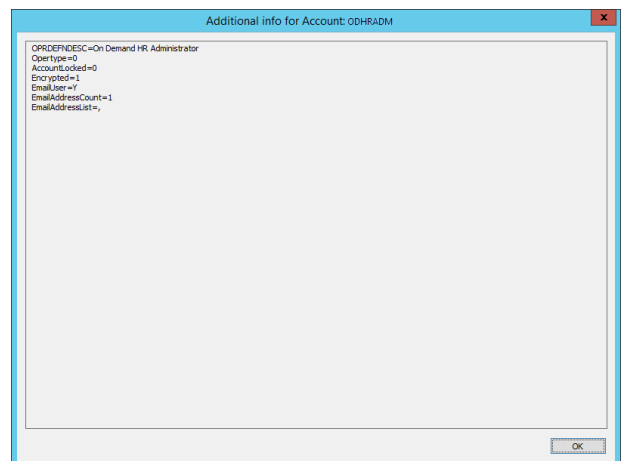 Additional info for Account: ODHRADM
x
OPRDEFNDESC=On Demand HR Administrator
Opertype=0
AccountLocked=0
Encrypted=1
EmailUser=Y
EmailAddressCount=1
EmailAddressList=,
OK